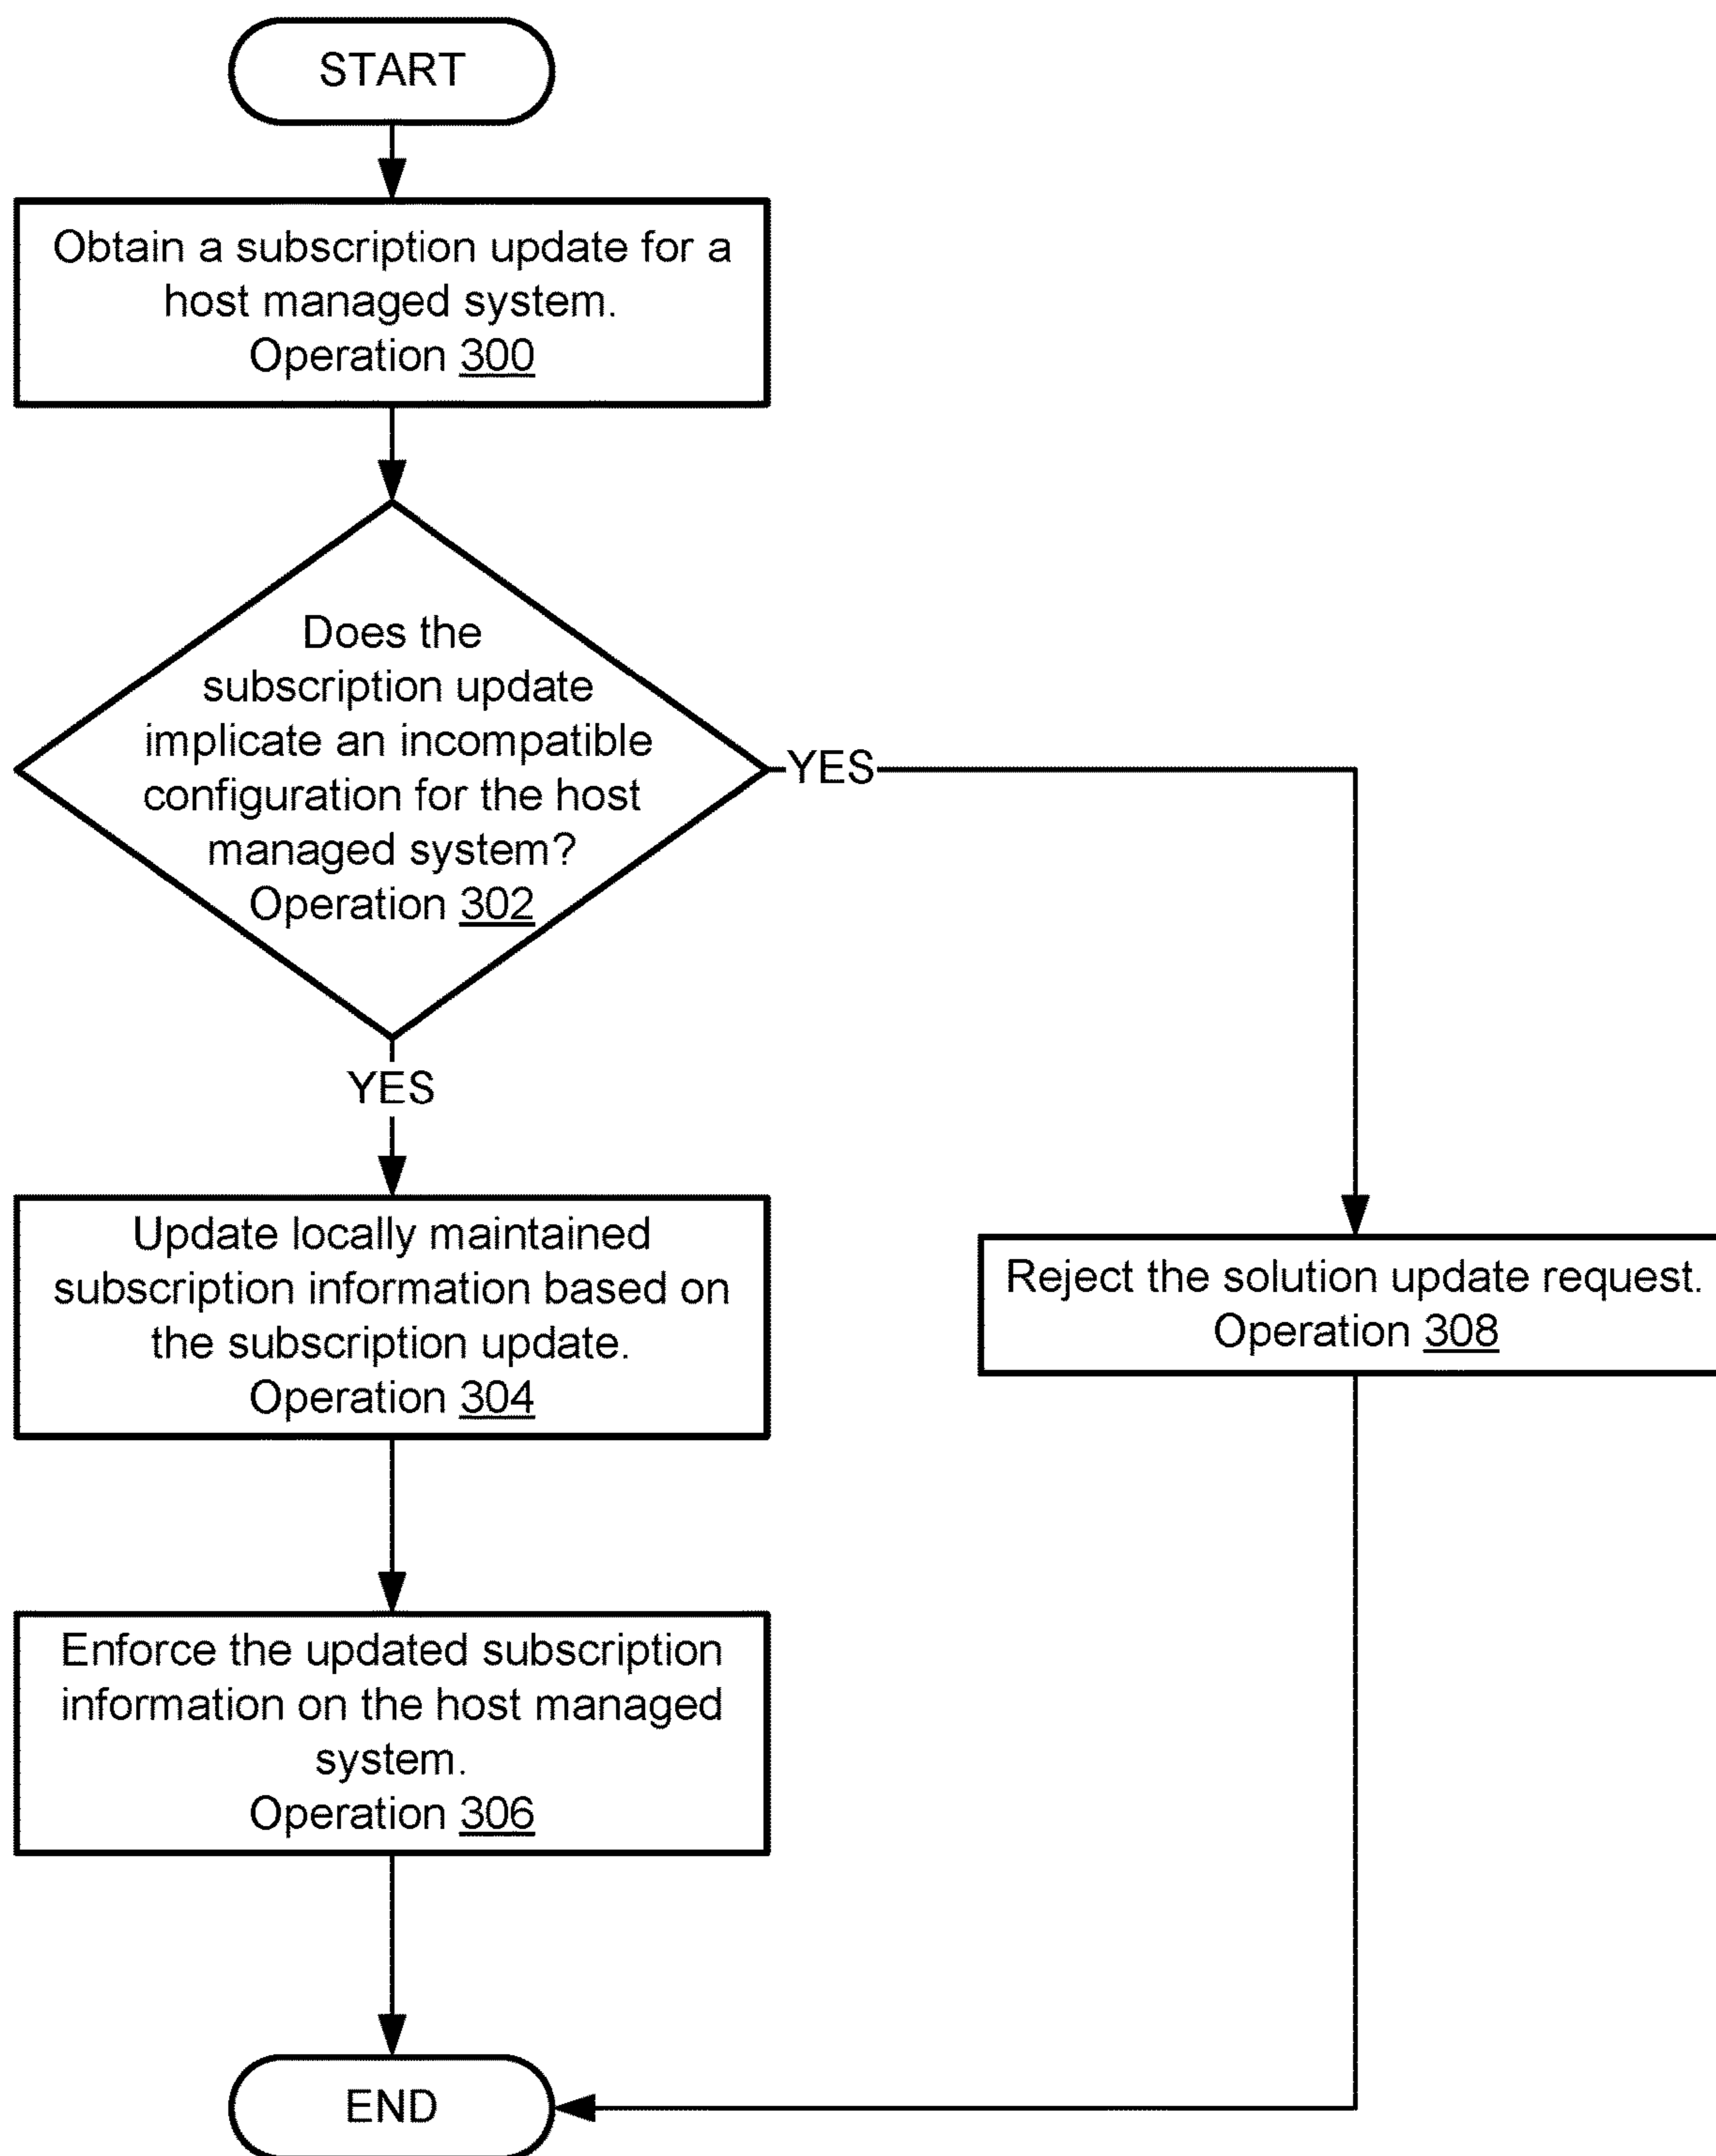 START
Obtain a subscription update for a
host managed system.
Operation 300
Does the
subscription update
implicate an incompatible
configuration for the host
managed system?
Operation 302
YES
YES
Update locally maintained
subscription information based on
the subscription update.
Operation 304
Reject the solution update request.
Operation 308
Enforce the updated subscription
information on the host managed
system.
Operation 306
END